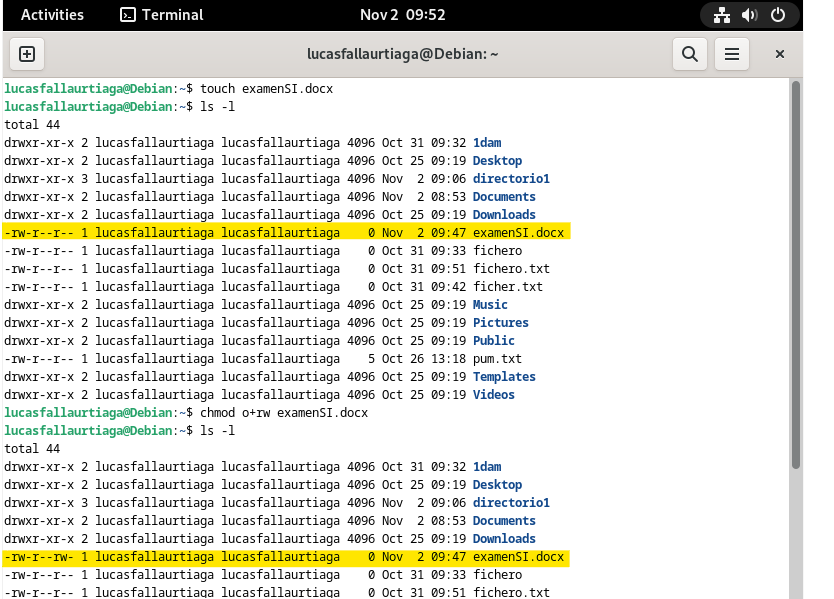 Activities Terminal Nov 2 09:52
lucasfallaurtiaga@Debian: ~
lucasfallaurtiaga@Debian:~$ touch examenSI.docx
lucasfallaurtiaga@Debian:~$ ls -l
total 44
drwxr-xr-x 2 lucasfallaurtiaga lucasfallaurtiaga 4096 Oct 31 09:32 1dam
drwxr-xr-x 2 lucasfallaurtiaga lucasfallaurtiaga 4096 Oct 25 09:19 Desktop
drwxr-xr-x 3 lucasfallaurtiaga lucasfallaurtiaga 4096 Nov  2 09:06 directorio1
drwxr-xr-x 2 lucasfallaurtiaga lucasfallaurtiaga 4096 Nov  2 08:53 Documents
drwxr-xr-x 2 lucasfallaurtiaga lucasfallaurtiaga 4096 Oct 25 09:19 Downloads
-rw-r--r-- 1 lucasfallaurtiaga lucasfallaurtiaga    0 Nov  2 09:47 examenSI.docx
-rw-r--r-- 1 lucasfallaurtiaga lucasfallaurtiaga    0 Oct 31 09:33 fichero
-rw-r--r-- 1 lucasfallaurtiaga lucasfallaurtiaga    0 Oct 31 09:51 fichero.txt
-rw-r--r-- 1 lucasfallaurtiaga lucasfallaurtiaga    0 Oct 31 09:42 ficher.txt
drwxr-xr-x 2 lucasfallaurtiaga lucasfallaurtiaga 4096 Oct 25 09:19 Music
drwxr-xr-x 2 lucasfallaurtiaga lucasfallaurtiaga 4096 Oct 25 09:19 Pictures
drwxr-xr-x 2 lucasfallaurtiaga lucasfallaurtiaga 4096 Oct 25 09:19 Public
-rw-r--r-- 1 lucasfallaurtiaga lucasfallaurtiaga    5 Oct 26 13:18 pum.txt
drwxr-xr-x 2 lucasfallaurtiaga lucasfallaurtiaga 4096 Oct 25 09:19 Templates
drwxr-xr-x 2 lucasfallaurtiaga lucasfallaurtiaga 4096 Oct 25 09:19 Videos
lucasfallaurtiaga@Debian:~$ chmod o+rw examenSI.docx
lucasfallaurtiaga@Debian:~$ ls -l
total 44
drwxr-xr-x 2 lucasfallaurtiaga lucasfallaurtiaga 4096 Oct 31 09:32 1dam
drwxr-xr-x 2 lucasfallaurtiaga lucasfallaurtiaga 4096 Oct 25 09:19 Desktop
drwxr-xr-x 3 lucasfallaurtiaga lucasfallaurtiaga 4096 Nov  2 09:06 directorio1
drwxr-xr-x 2 lucasfallaurtiaga lucasfallaurtiaga 4096 Nov  2 08:53 Documents
drwxr-xr-x 2 lucasfallaurtiaga lucasfallaurtiaga 4096 Oct 25 09:19 Downloads
-rw-r--rw- 1 lucasfallaurtiaga lucasfallaurtiaga    0 Nov  2 09:47 examenSI.docx
-rw-r--r-- 1 lucasfallaurtiaga lucasfallaurtiaga    0 Oct 31 09:33 fichero
-rw-r--r-- 1 lucasfallaurtiaga lucasfallaurtiaga    0 Oct 31 09:51 fichero.txt